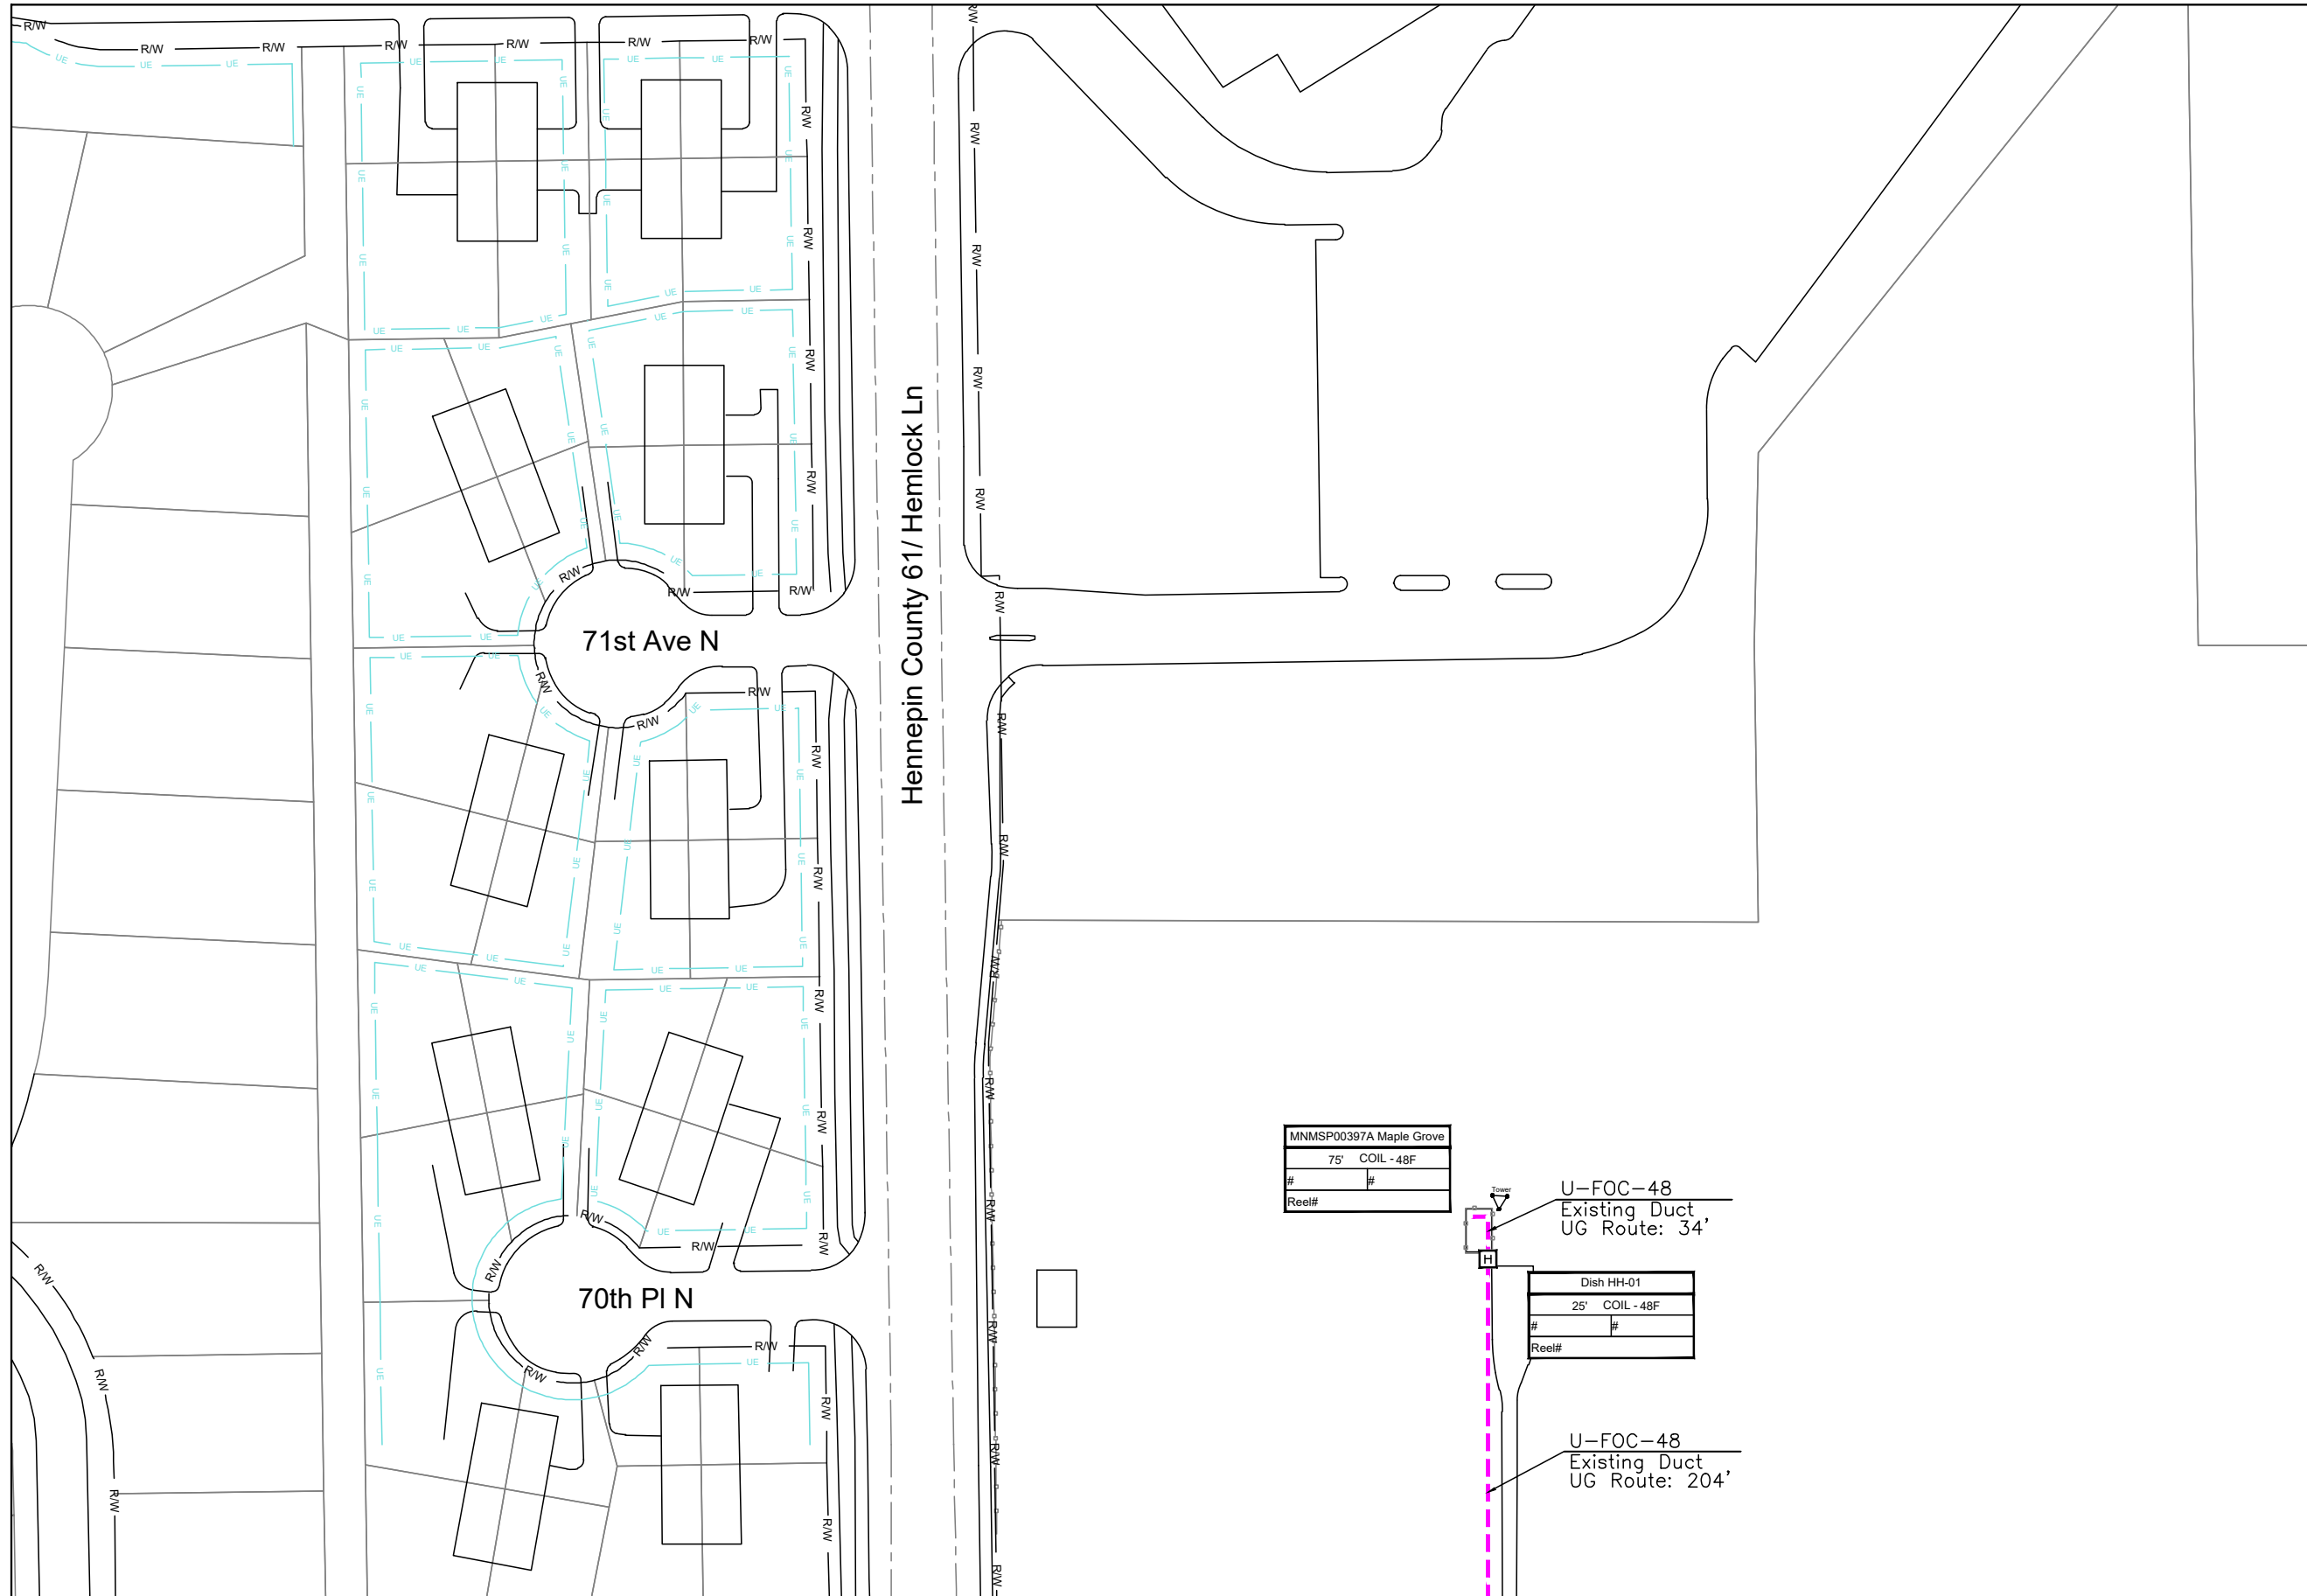 71st Ave N
Hennepin County 61/ Hemlock Ln
70th Pl N
MNMSP00397A Maple Grove
75' COIL - 48F
# #
Reel#
Tower
U-FOC-48
Existing Duct
UG Route: 34'
H
Dish HH-01
25' COIL - 48F
# #
Reel#
U-FOC-48
Existing Duct
UG Route: 204'
R/W
UE